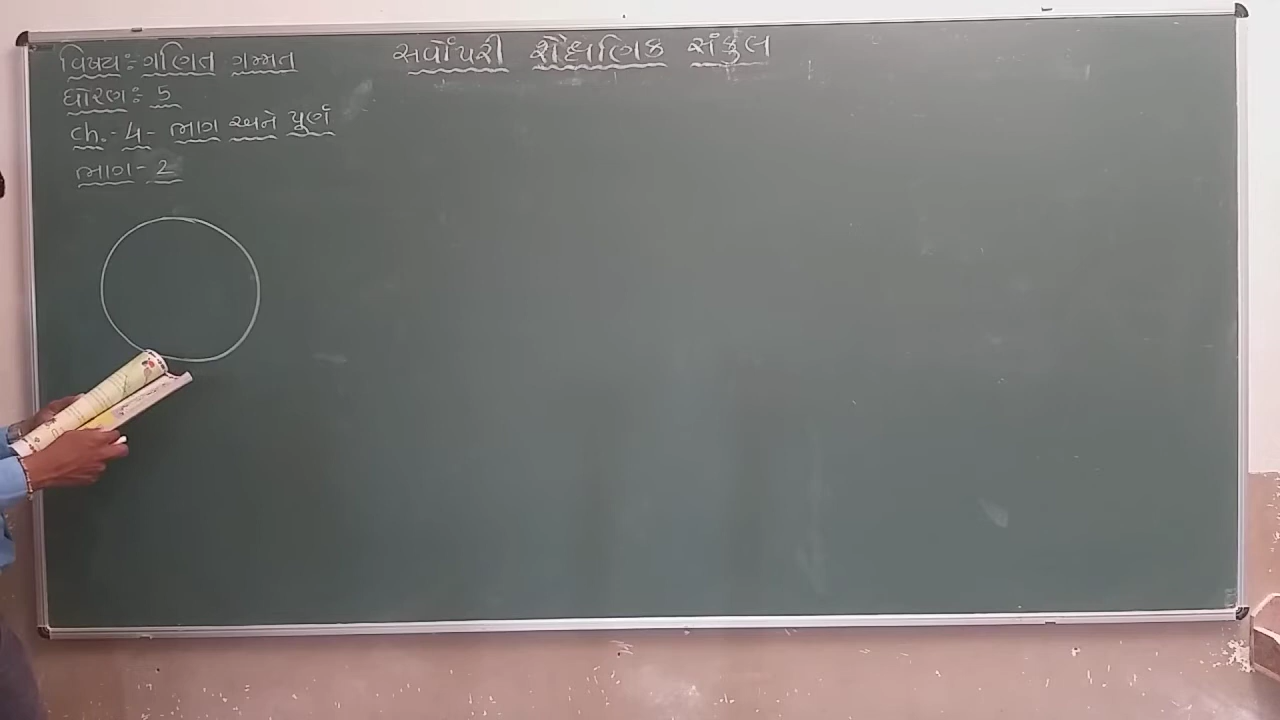 સર્વોપરી શૈક્ષણિક સંકુલ
વિષય:- ગણિત ગમ્મત
ધોરણ:- 5
ch.- 4- ભાગ અને પૂર્ણ
ભાગ- 2